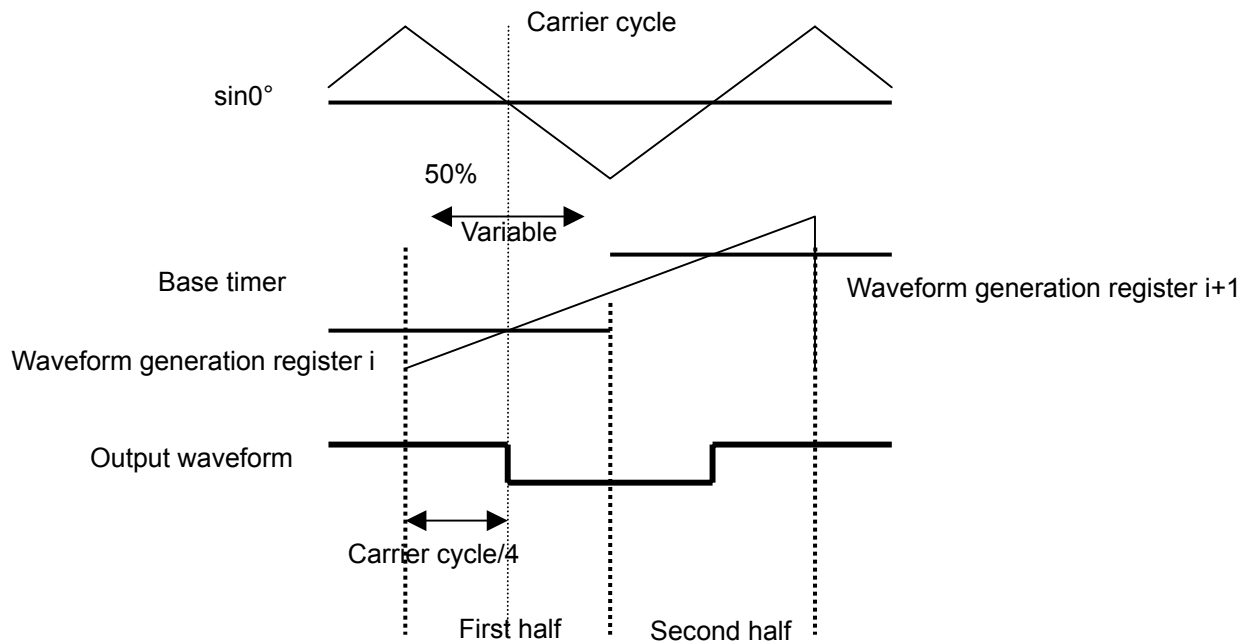 Carrier cycle
sin0°
50%
Variable
Base timer
Waveform generation register i+1
Waveform generation register i
Output waveform
Carrier cycle/4
First half
Second half